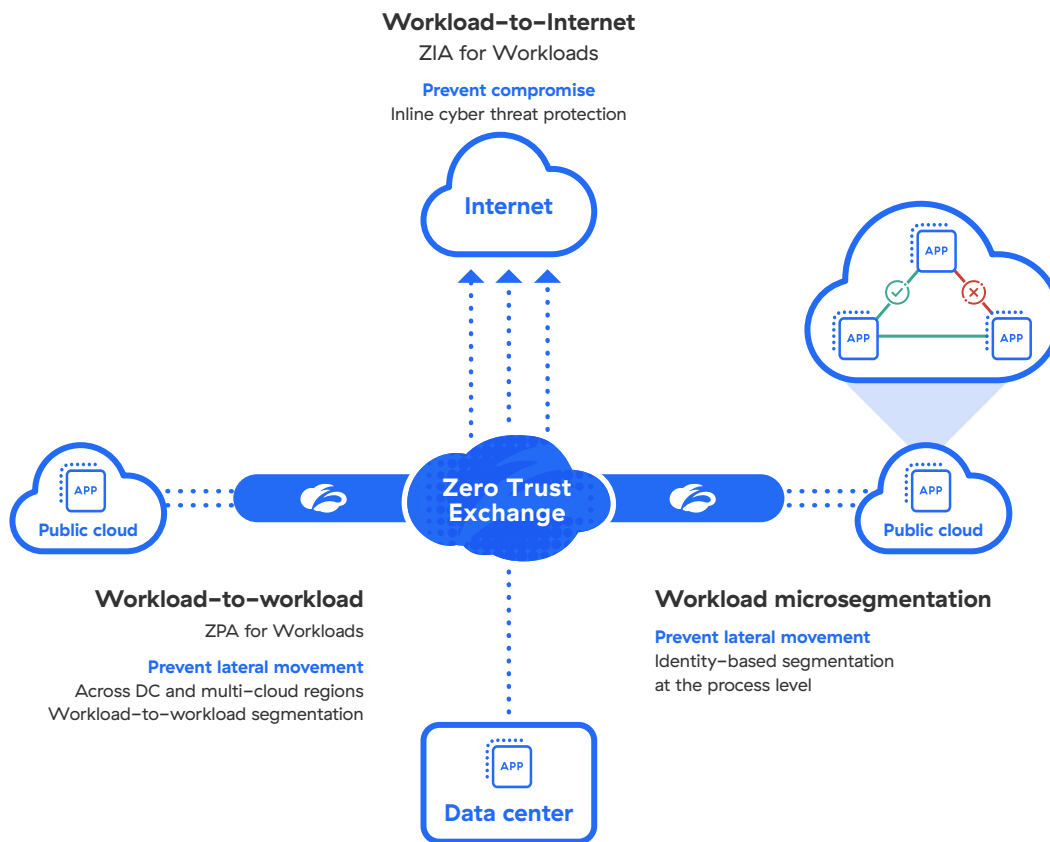 Workload-to-Internet
ZIA for Workloads
Prevent compromise
Inline cyber threat protection
Internet
APP
APP
APP
APP
Public cloud
Zero Trust
Exchange
APP
Public cloud
Workload-to-workload
ZPA for Workloads
Prevent lateral movement
Across DC and multi-cloud regions
Workload-to-workload segmentation
Workload microsegmentation
Prevent lateral movement
Identity-based segmentation
at the process level
APP
Data center